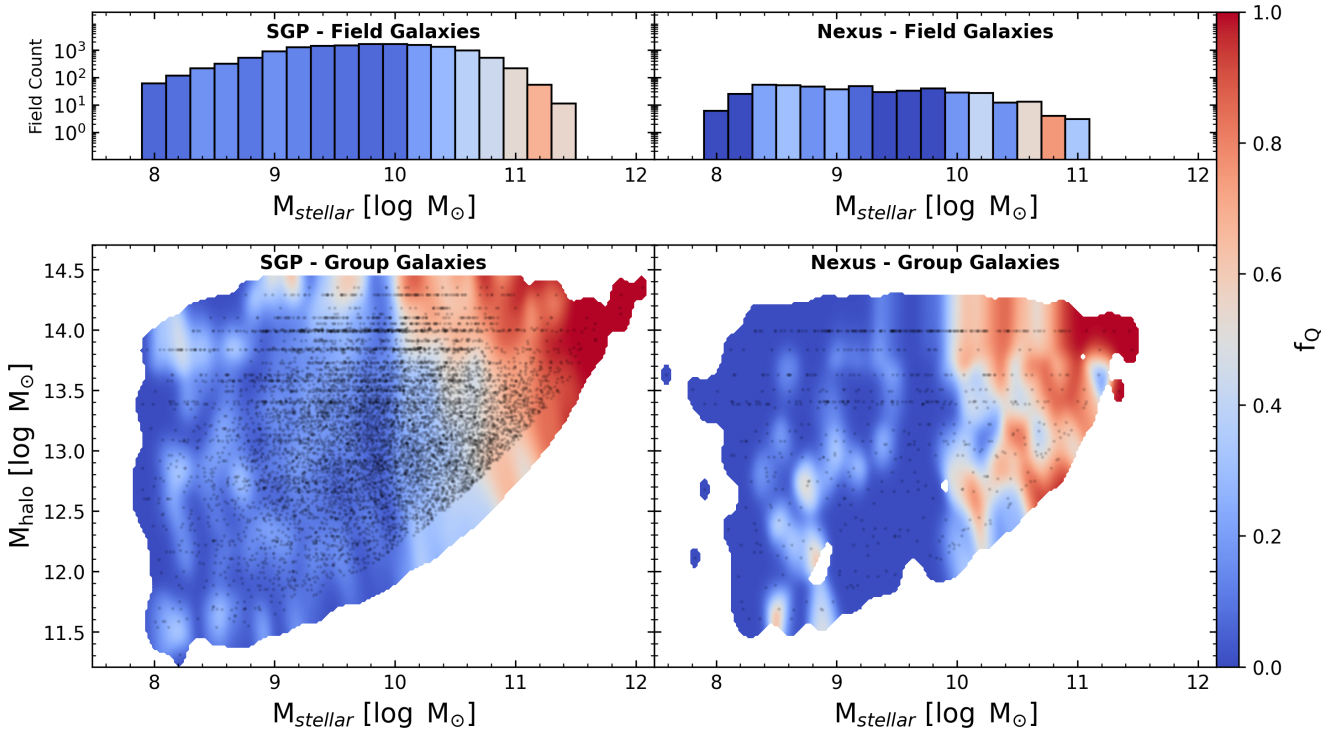 SGP - Field Galaxies
Nexus - Field Galaxies
Field Count
10³
10²
10¹
10⁰
8 9 10 11 12
8 9 10 11 12
M_stellar [log M_⊙]
M_stellar [log M_⊙]
SGP - Group Galaxies
Nexus - Group Galaxies
M_halo [log M_⊙]
14.5
14.0
13.5
13.0
12.5
12.0
11.5
8 9 10 11 12
8 9 10 11 12
M_stellar [log M_⊙]
M_stellar [log M_⊙]
1.0
0.8
0.6
0.4
0.2
0.0
f_Q